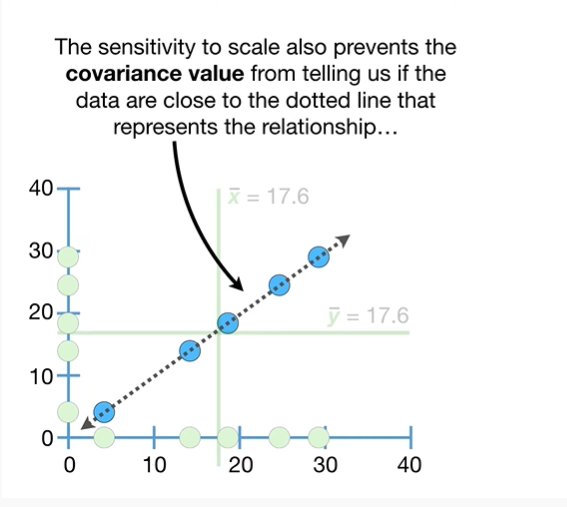 The sensitivity to scale also prevents the
covariance value from telling us if the
data are close to the dotted line that
represents the relationship...
40
x̄ = 17.6
30
20
ȳ = 17.6
10
0
0 10 20 30 40